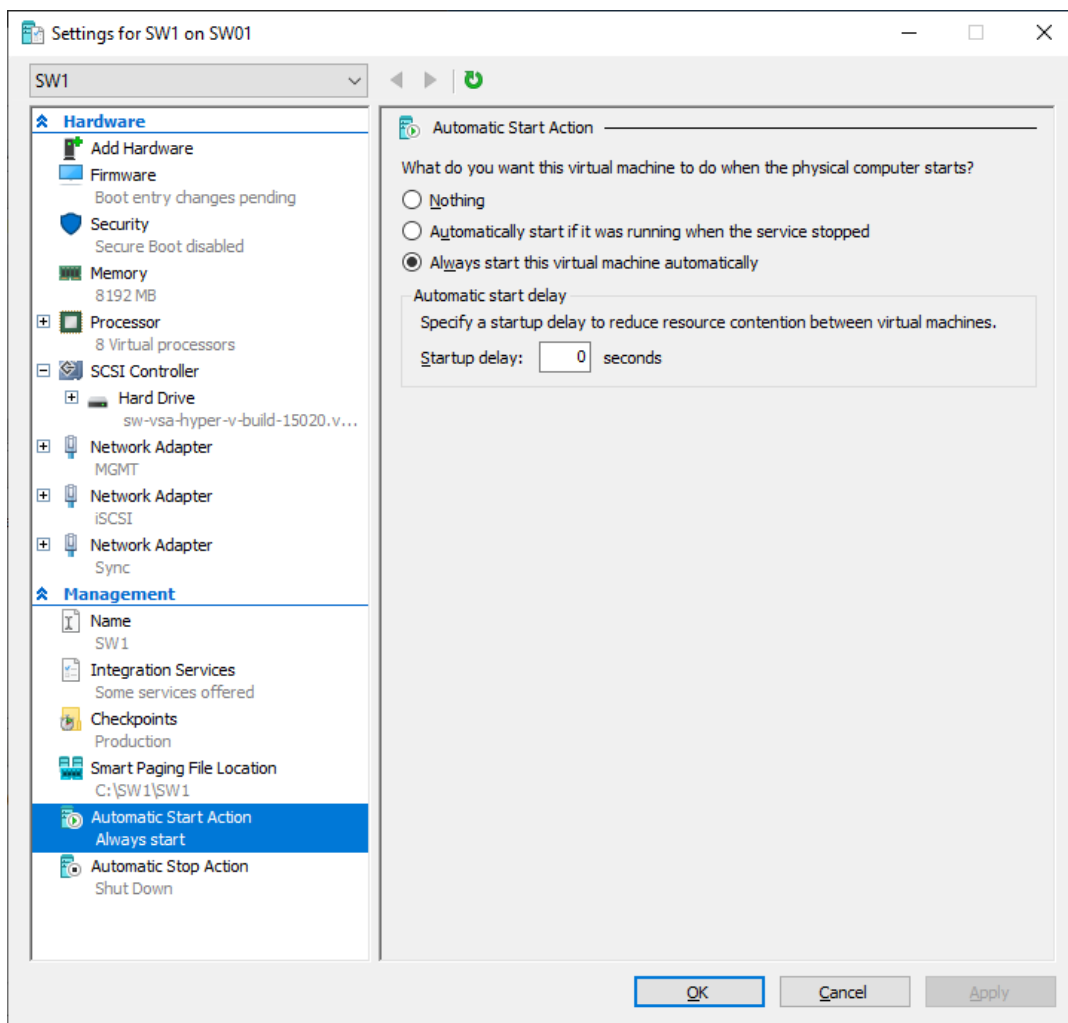 Settings for SW1 on SW01
SW1
Hardware
Add Hardware
Firmware
Boot entry changes pending
Security
Secure Boot disabled
Memory
8192 MB
Processor
8 Virtual processors
SCSI Controller
Hard Drive
sw-vsa-hyper-v-build-15020.v...
Network Adapter
MGMT
Network Adapter
iSCSI
Network Adapter
Sync
Management
Name
SW1
Integration Services
Some services offered
Checkpoints
Production
Smart Paging File Location
C:\SW1\SW1
Automatic Start Action
Always start
Automatic Stop Action
Shut Down
Automatic Start Action
What do you want this virtual machine to do when the physical computer starts?
Nothing
Automatically start if it was running when the service stopped
Always start this virtual machine automatically
Automatic start delay
Specify a startup delay to reduce resource contention between virtual machines.
Startup delay: 0 seconds
OK Cancel Apply